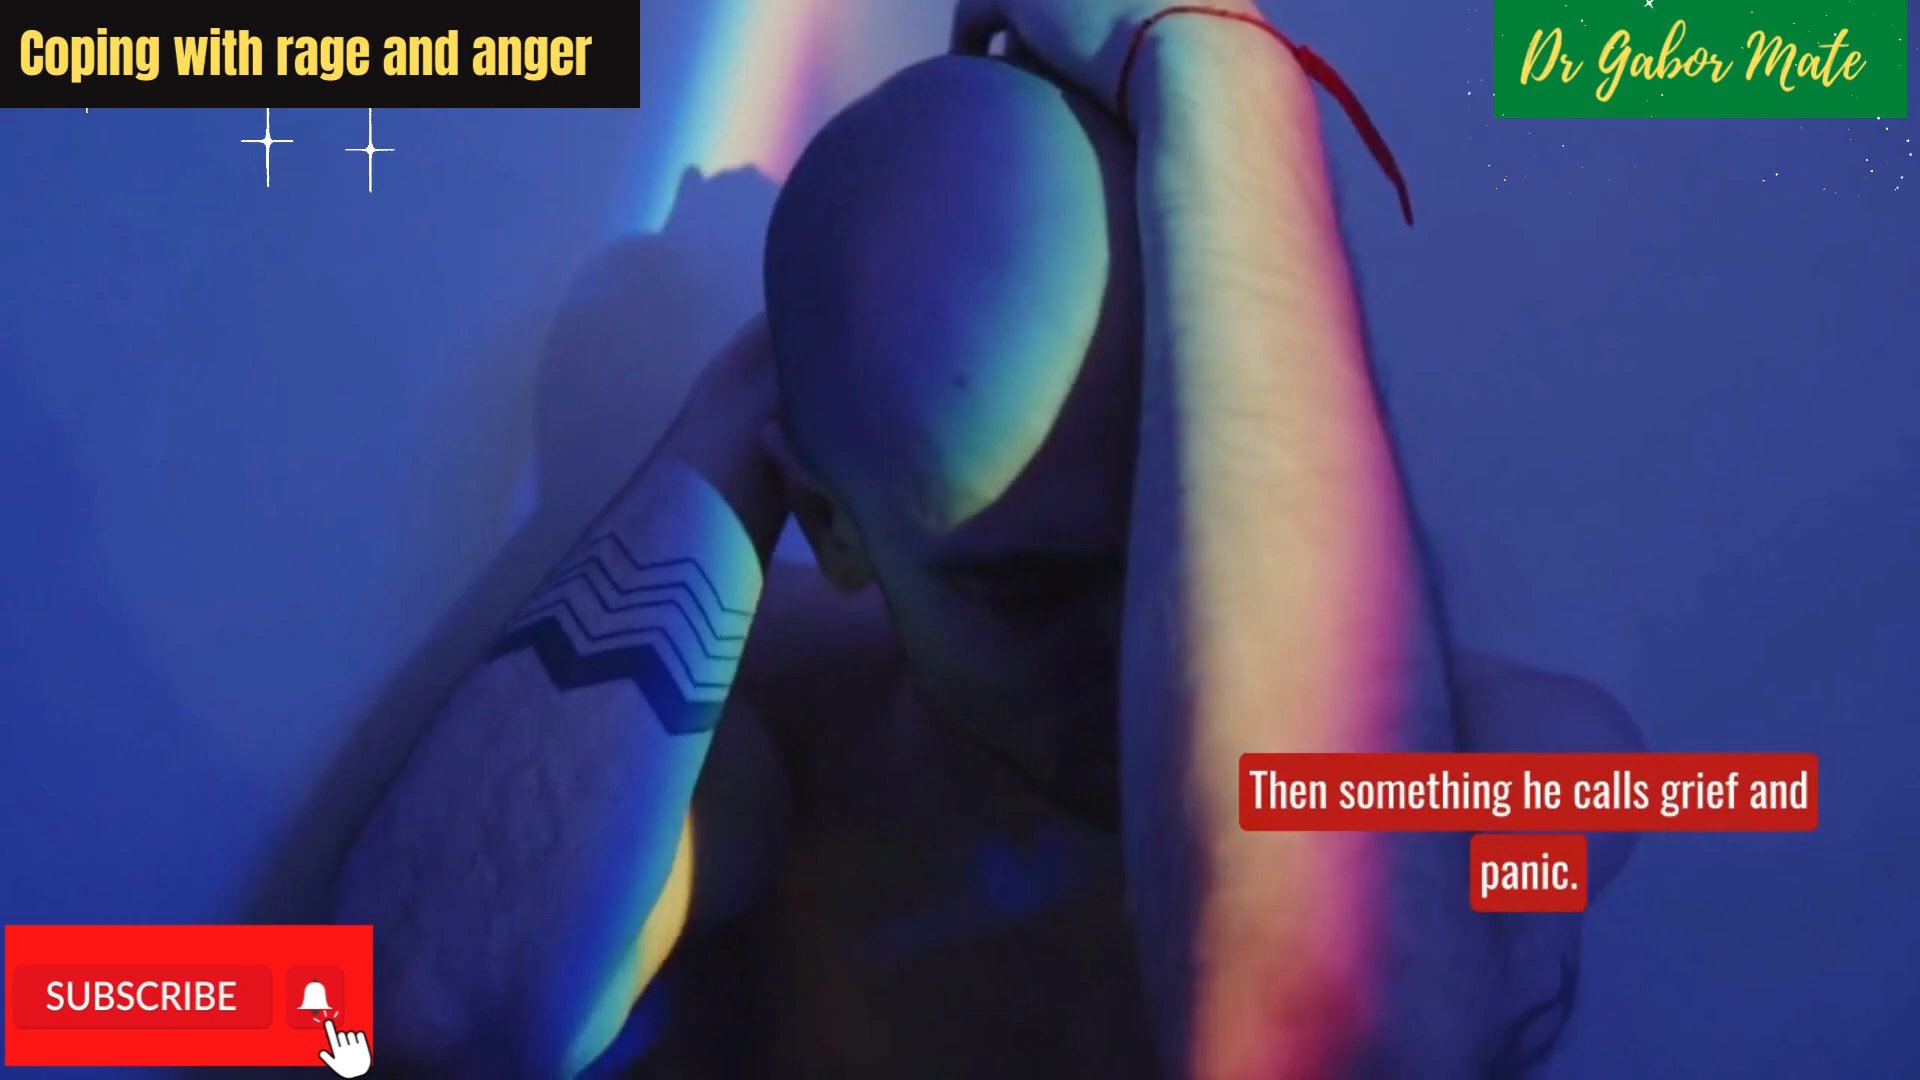 Coping with rage and anger
Dr Gabor Mate
Then something he calls grief and
panic.
SUBSCRIBE